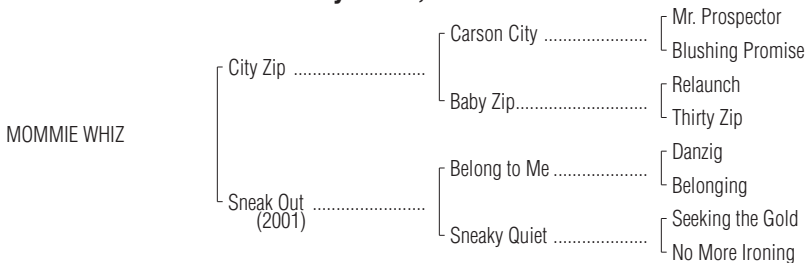 Mr. Prospector
Carson City ......................
Blushing Promise
City Zip ............................
Relaunch
Baby Zip............................
Thirty Zip
MOMMIE WHIZ
Danzig
Belong to Me ....................
Belonging
Sneak Out ........................
(2001)
Seeking the Gold
Sneaky Quiet ....................
No More Ironing